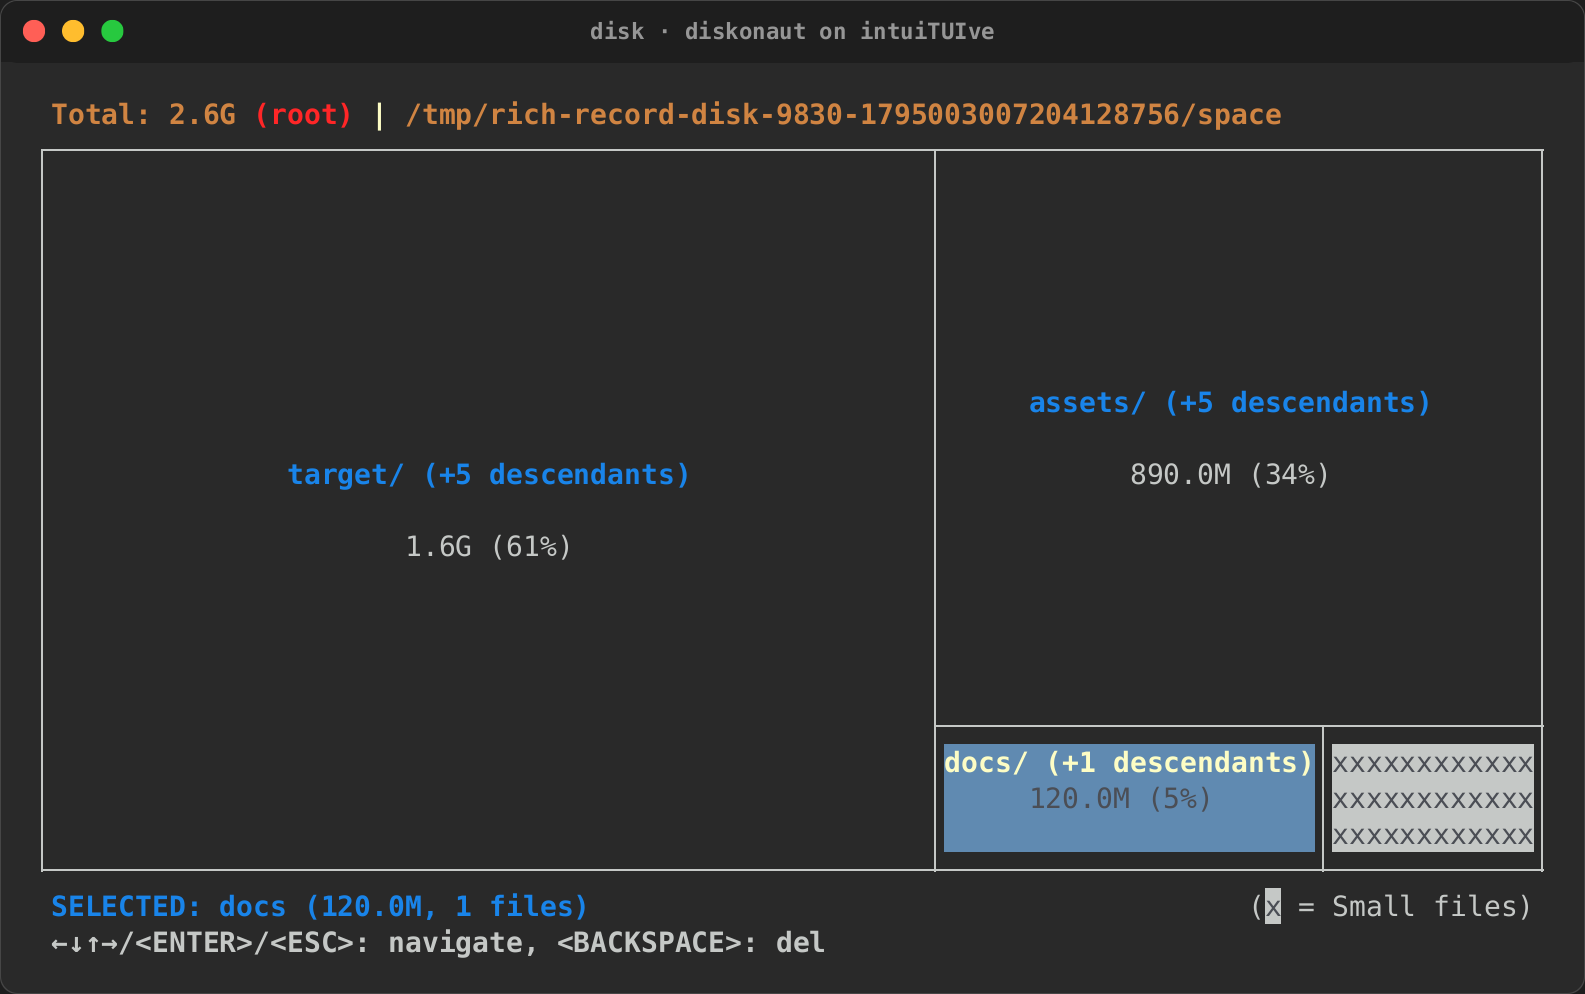 disk · diskonaut on intuiTUIve
Total: 2.6G (root) | /tmp/rich-record-disk-9830-1795003007204128756/space
assets/ (+5 descendants)
890.0M (34%)
target/ (+5 descendants)
1.6G (61%)
docs/ (+1 descendants)
120.0M (5%)
xxxxxxxxxxxx
xxxxxxxxxxxx
xxxxxxxxxxxx
SELECTED: docs (120.0M, 1 files)
(x = Small files)
←↓↑→/<ENTER>/<ESC>: navigate, <BACKSPACE>: del